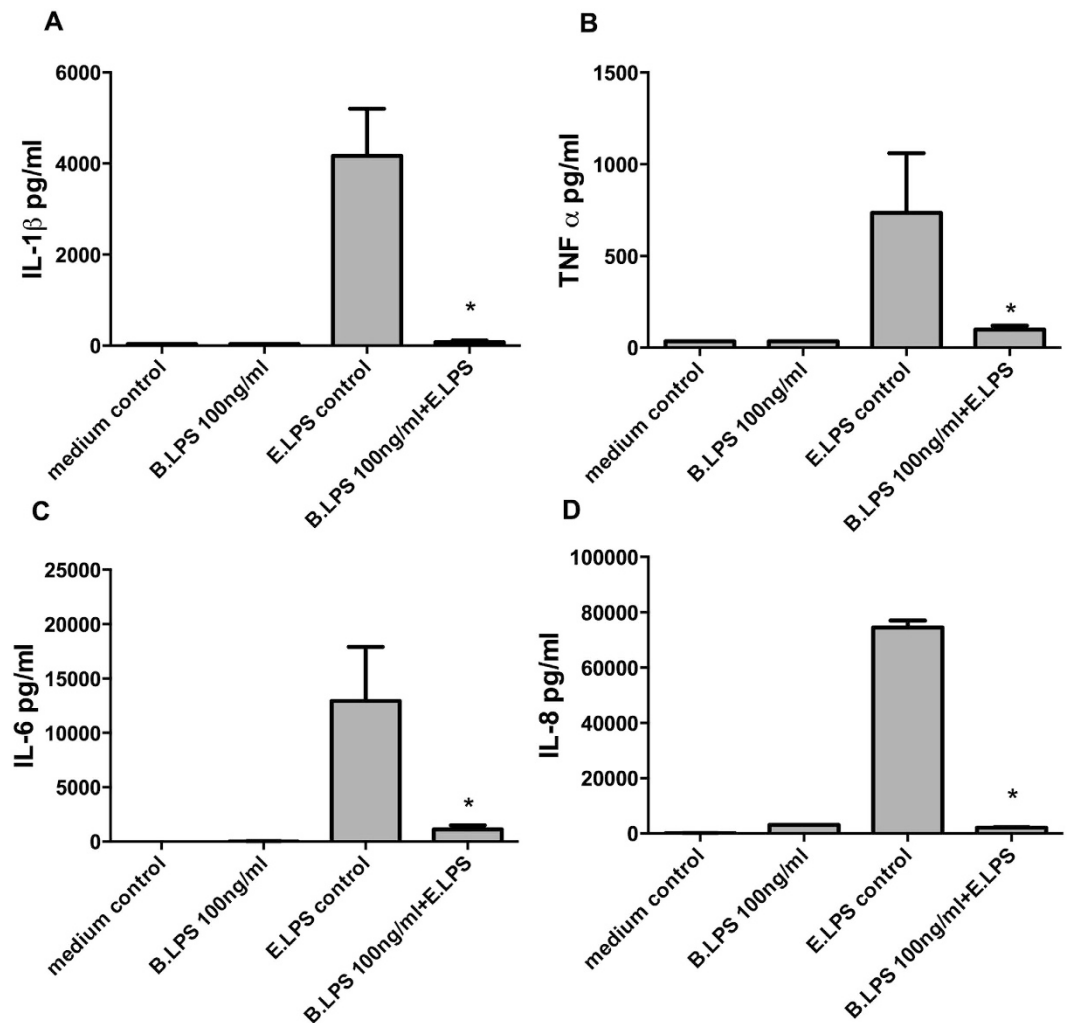 A
IL-1β pg/ml
6000
4000
2000
0
*
medium control
B.LPS 100ng/ml
E.LPS control
B.LPS 100ng/ml+E.LPS
B
TNF α pg/ml
1500
1000
500
0
*
medium control
B.LPS 100ng/ml
E.LPS control
B.LPS 100ng/ml+E.LPS
C
IL-6 pg/ml
25000
20000
15000
10000
5000
0
*
medium control
B.LPS 100ng/ml
E.LPS control
B.LPS 100ng/ml+E.LPS
D
IL-8 pg/ml
100000
80000
60000
40000
20000
0
*
medium control
B.LPS 100ng/ml
E.LPS control
B.LPS 100ng/ml+E.LPS